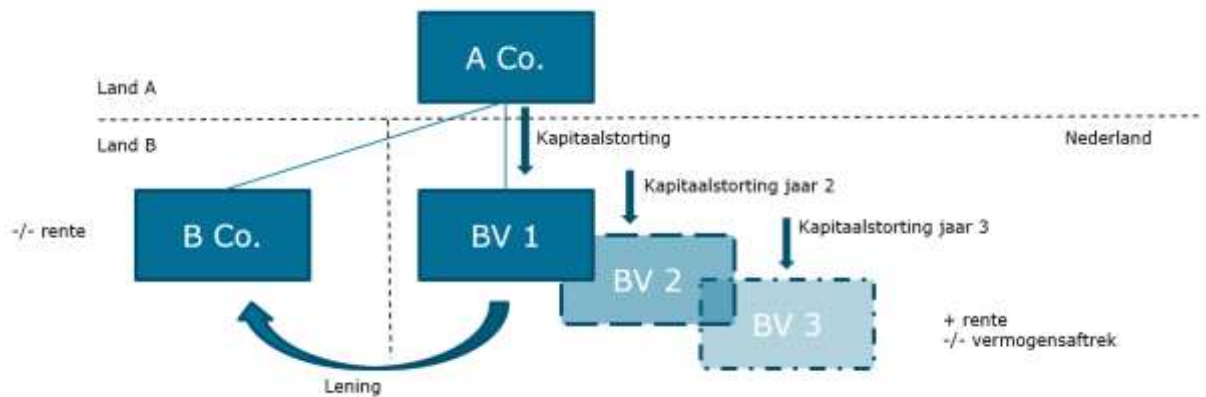 A Co.
Land A
Land B
Kapitaalstorting
Nederland
Kapitaalstorting jaar 2
-/- rente
B Co.
BV 1
Kapitaalstorting jaar 3
BV 2
BV 3
+ rente
-/- vermogensaftrek
Lening